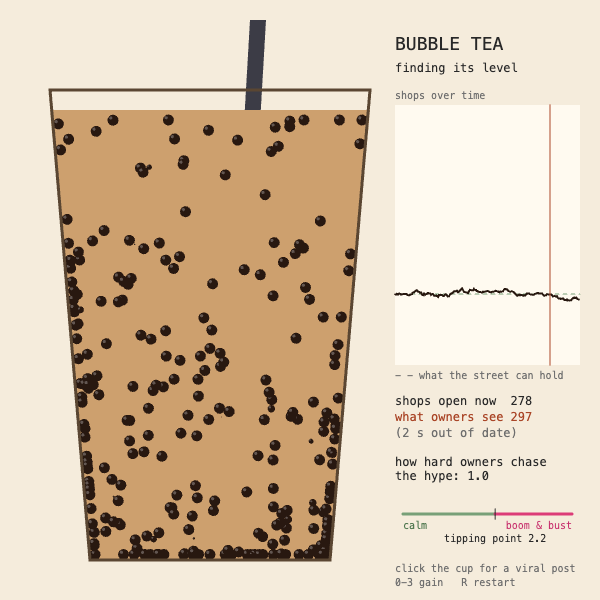 BUBBLE TEA
finding its level
shops over time
– – what the street can hold
shops open now 278
what owners see 297
(2 s out of date)
how hard owners chase
the hype: 1.0
calm boom & bust
tipping point 2.2
click the cup for a viral post
0–3 gain R restart